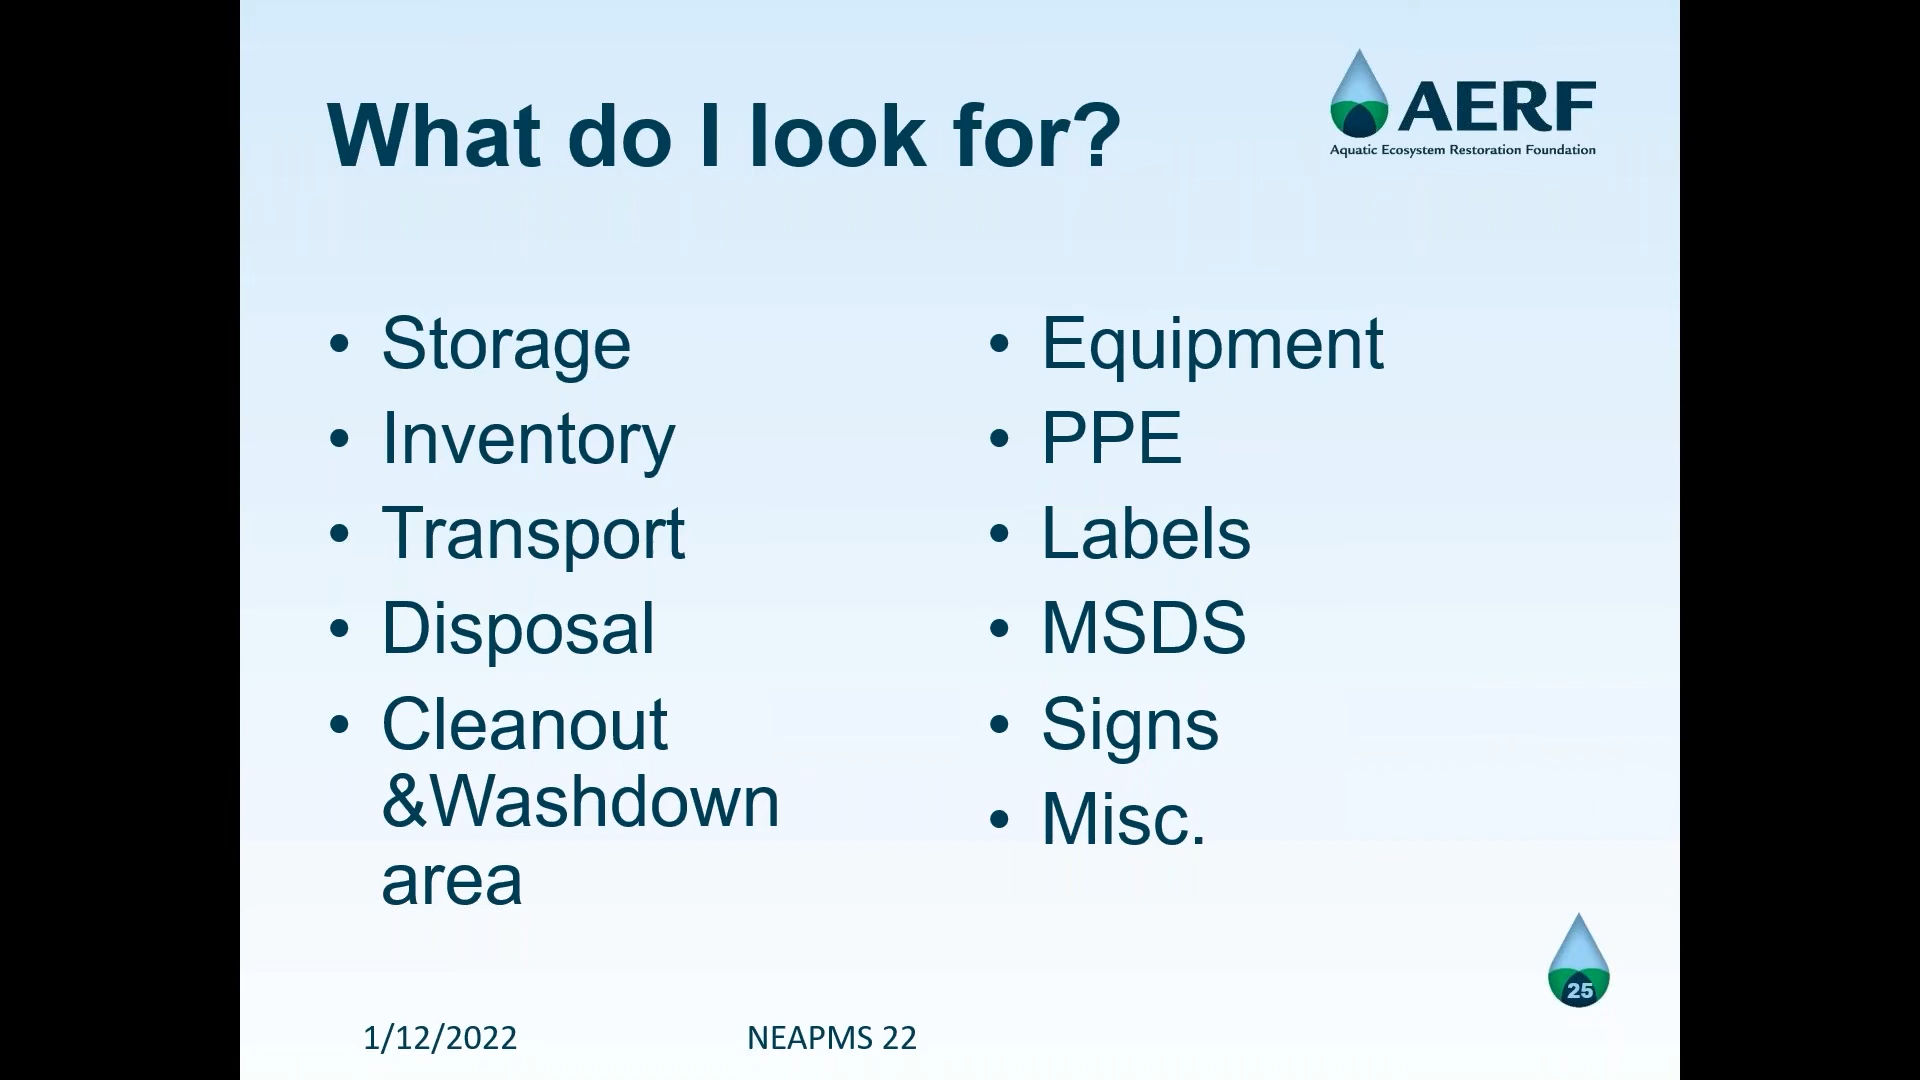 What do I look for?
AERF
Aquatic Ecosystem Restoration Foundation
• Storage
• Inventory
• Transport
• Disposal
• Cleanout
&Washdown
area
• Equipment
• PPE
• Labels
• MSDS
• Signs
• Misc.
25
1/12/2022
NEAPMS 22